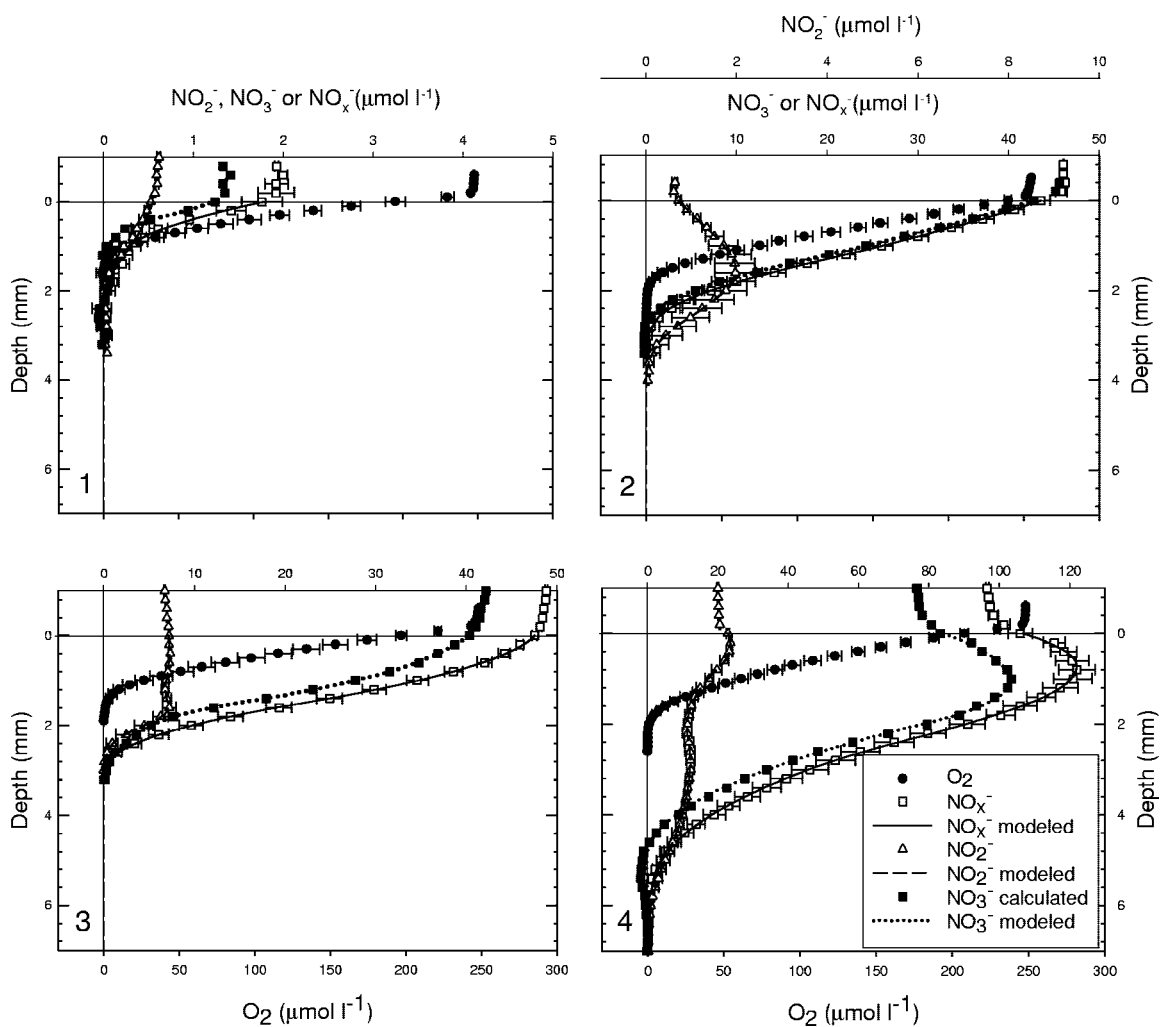 NO₂⁻ (μmol l⁻¹)
0 2 4 6 8 10
NO₂⁻, NO₃⁻ or NOₓ⁻(μmol l⁻¹)
NO₃⁻ or NOₓ⁻(μmol l⁻¹)
0 1 2 3 4 5
0 10 20 30 40 50
Depth (mm)
0
2
4
6
1
2
0
2
4
6
Depth (mm)
0 10 20 30 40 50
0 20 40 60 80 100 120
Depth (mm)
0
2
4
6
3
4
O₂
NOₓ⁻
NOₓ⁻ modeled
NO₂⁻
NO₂⁻ modeled
NO₃⁻ calculated
NO₃⁻ modeled
0
2
4
6
Depth (mm)
0 50 100 150 200 250 300
0 50 100 150 200 250 300
O₂ (μmol l⁻¹)
O₂ (μmol l⁻¹)